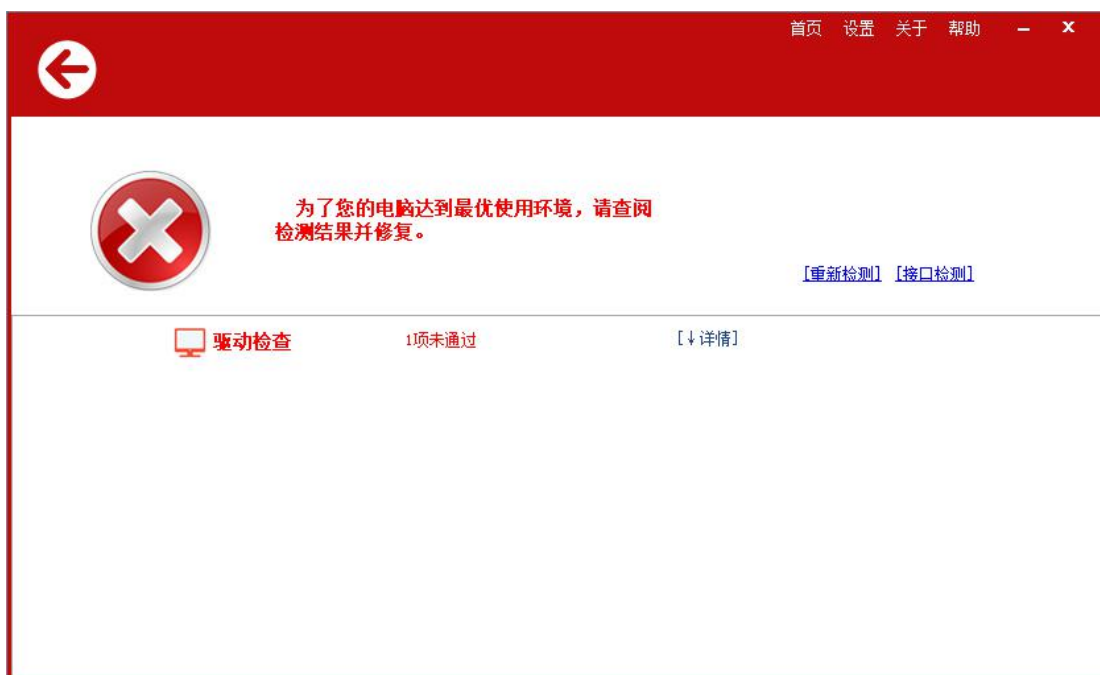 首页 设置 关于 帮助
为了您的电脑达到最优使用环境，请查阅
检测结果并修复。
[重新检测] [接口检测]
驱动检查 1项未通过 [↓详情]